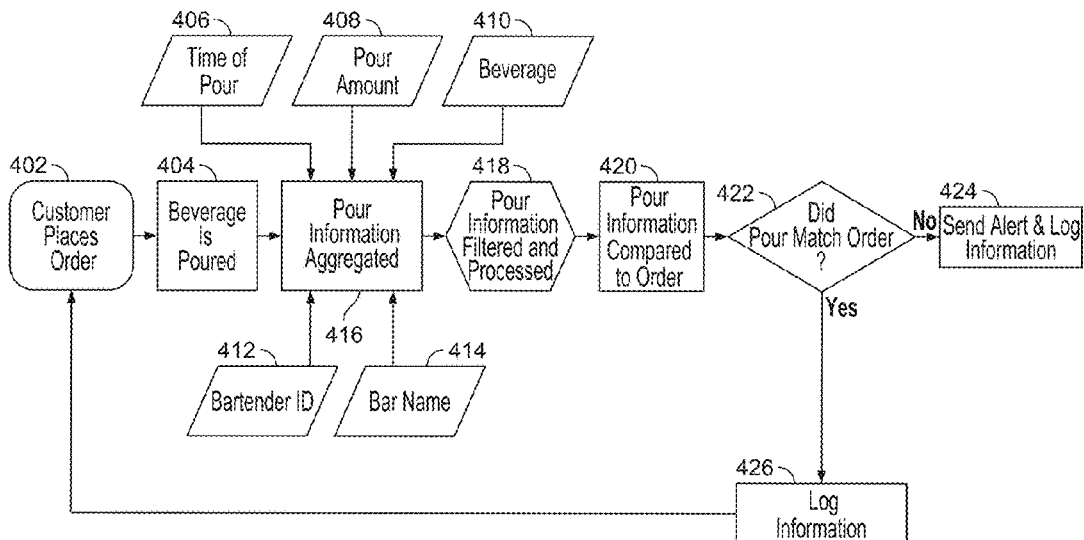 406
Time of
Pour
408
Pour
Amount
410
Beverage
402
Customer
Places
Order
404
Beverage
is
Poured
Pour
Information
Aggregated
416
418
Pour
Information
Filtered and
Processed
420
Pour
Information
Compared
to Order
422
Did
Pour Match Order
?
No
424
Send Alert & Log
Information
Yes
412
Bartender ID
414
Bar Name
426
Log
Information